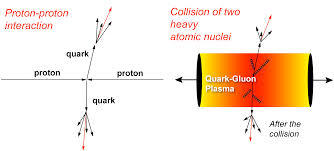 Proton-proton
interaction
quark
proton
proton
quark
Collision of two
heavy
atomic nuclei
Quark-Gluon
Plasma
After the
collision